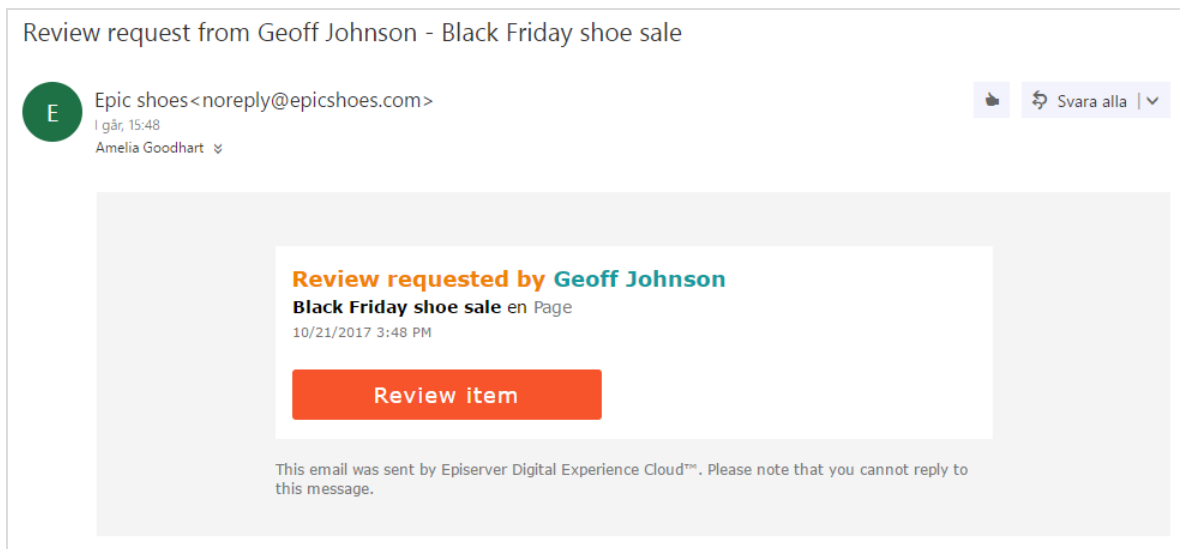 Review request from Geoff Johnson - Black Friday shoe sale
E
Epic shoes<noreply@epicshoes.com>
Svara alla
I går, 15:48
Amelia Goodhart
Review requested by Geoff Johnson
Black Friday shoe sale en Page
10/21/2017 3:48 PM
Review item
This email was sent by Episerver Digital Experience Cloud™. Please note that you cannot reply to
this message.